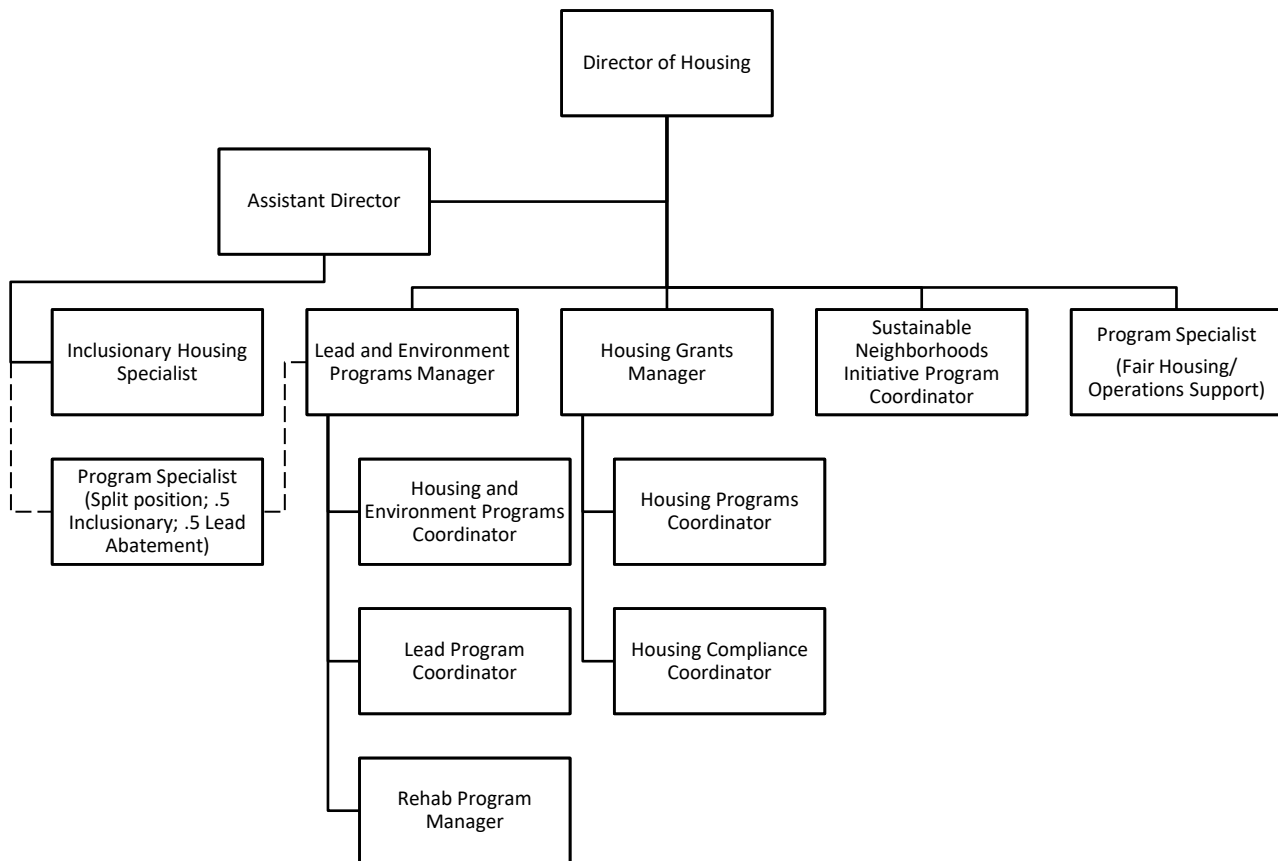 Director of Housing
Assistant Director
Inclusionary Housing
Specialist
Lead and Environment
Programs Manager
Housing Grants
Manager
Sustainable
Neighborhoods
Initiative Program
Coordinator
Program Specialist
(Fair Housing/
Operations Support)
Program Specialist
(Split position; .5
Inclusionary; .5 Lead
Abatement)
Housing and
Environment Programs
Coordinator
Housing Programs
Coordinator
Lead Program
Coordinator
Housing Compliance
Coordinator
Rehab Program
Manager